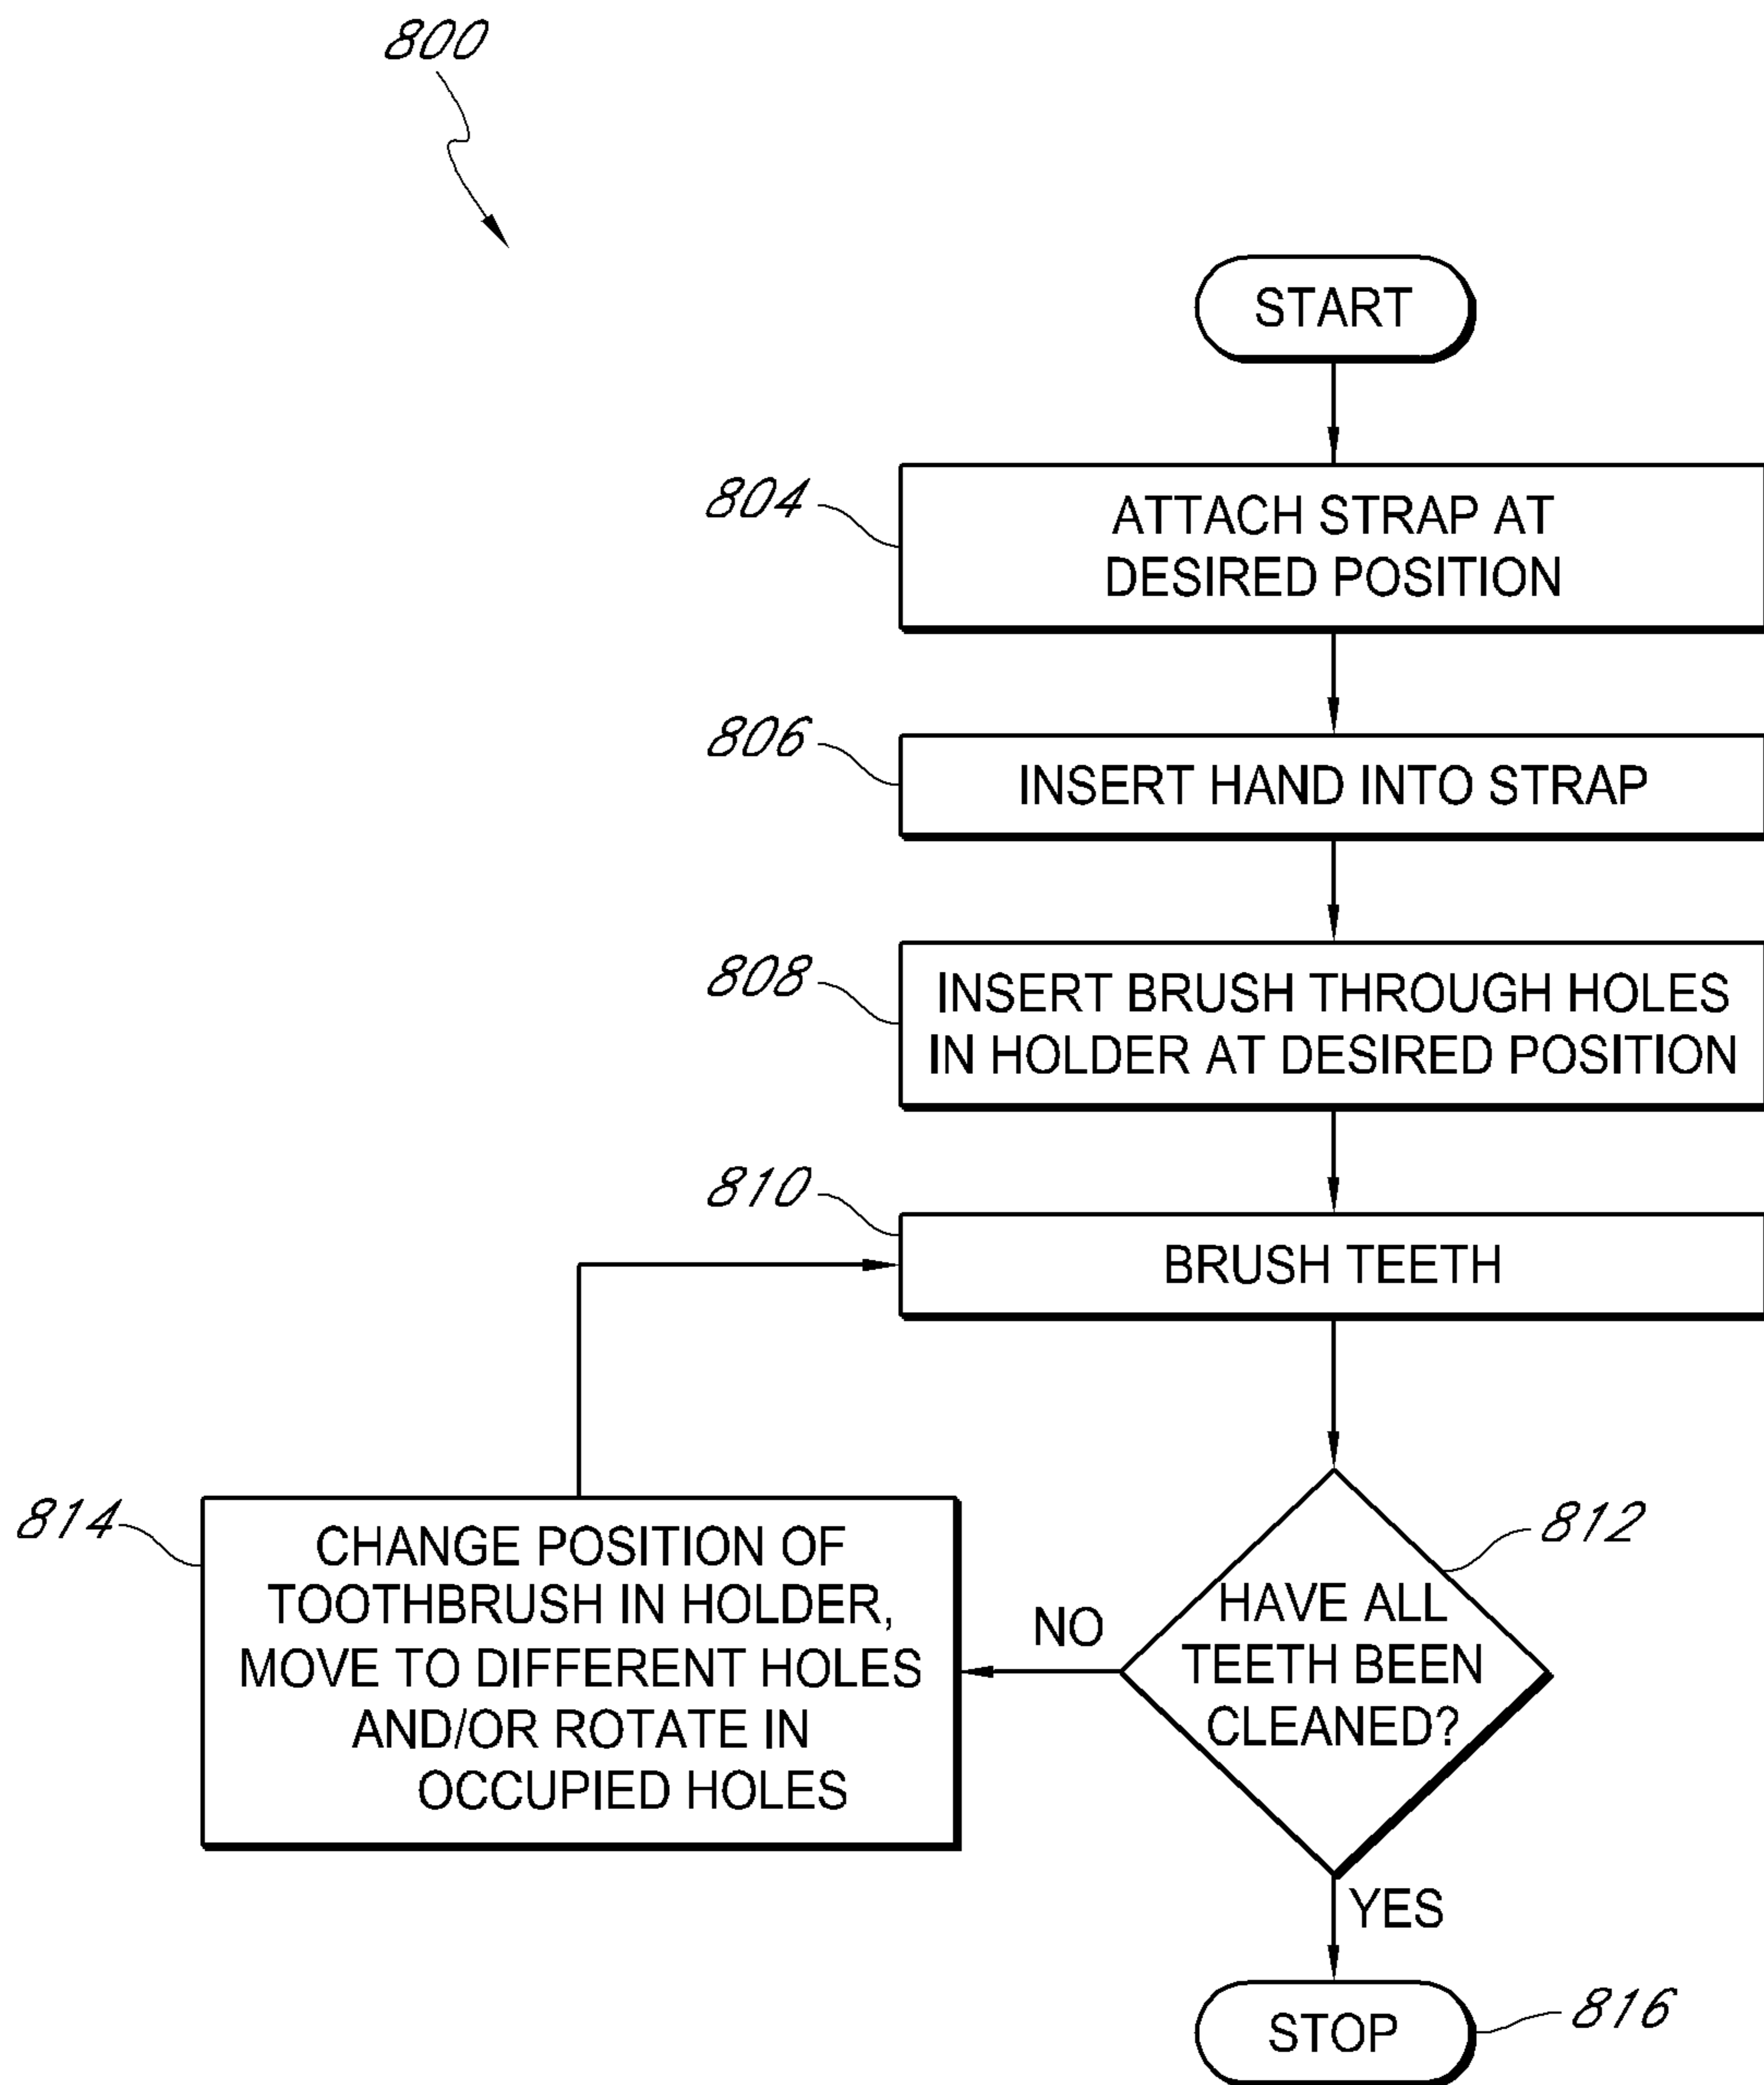 800
START
804
ATTACH STRAP AT
DESIRED POSITION
806
INSERT HAND INTO STRAP
808
INSERT BRUSH THROUGH HOLES
IN HOLDER AT DESIRED POSITION
810
BRUSH TEETH
814
CHANGE POSITION OF
TOOTHBRUSH IN HOLDER,
MOVE TO DIFFERENT HOLES
AND/OR ROTATE IN
OCCUPIED HOLES
NO
812
HAVE ALL
TEETH BEEN
CLEANED?
YES
STOP
816